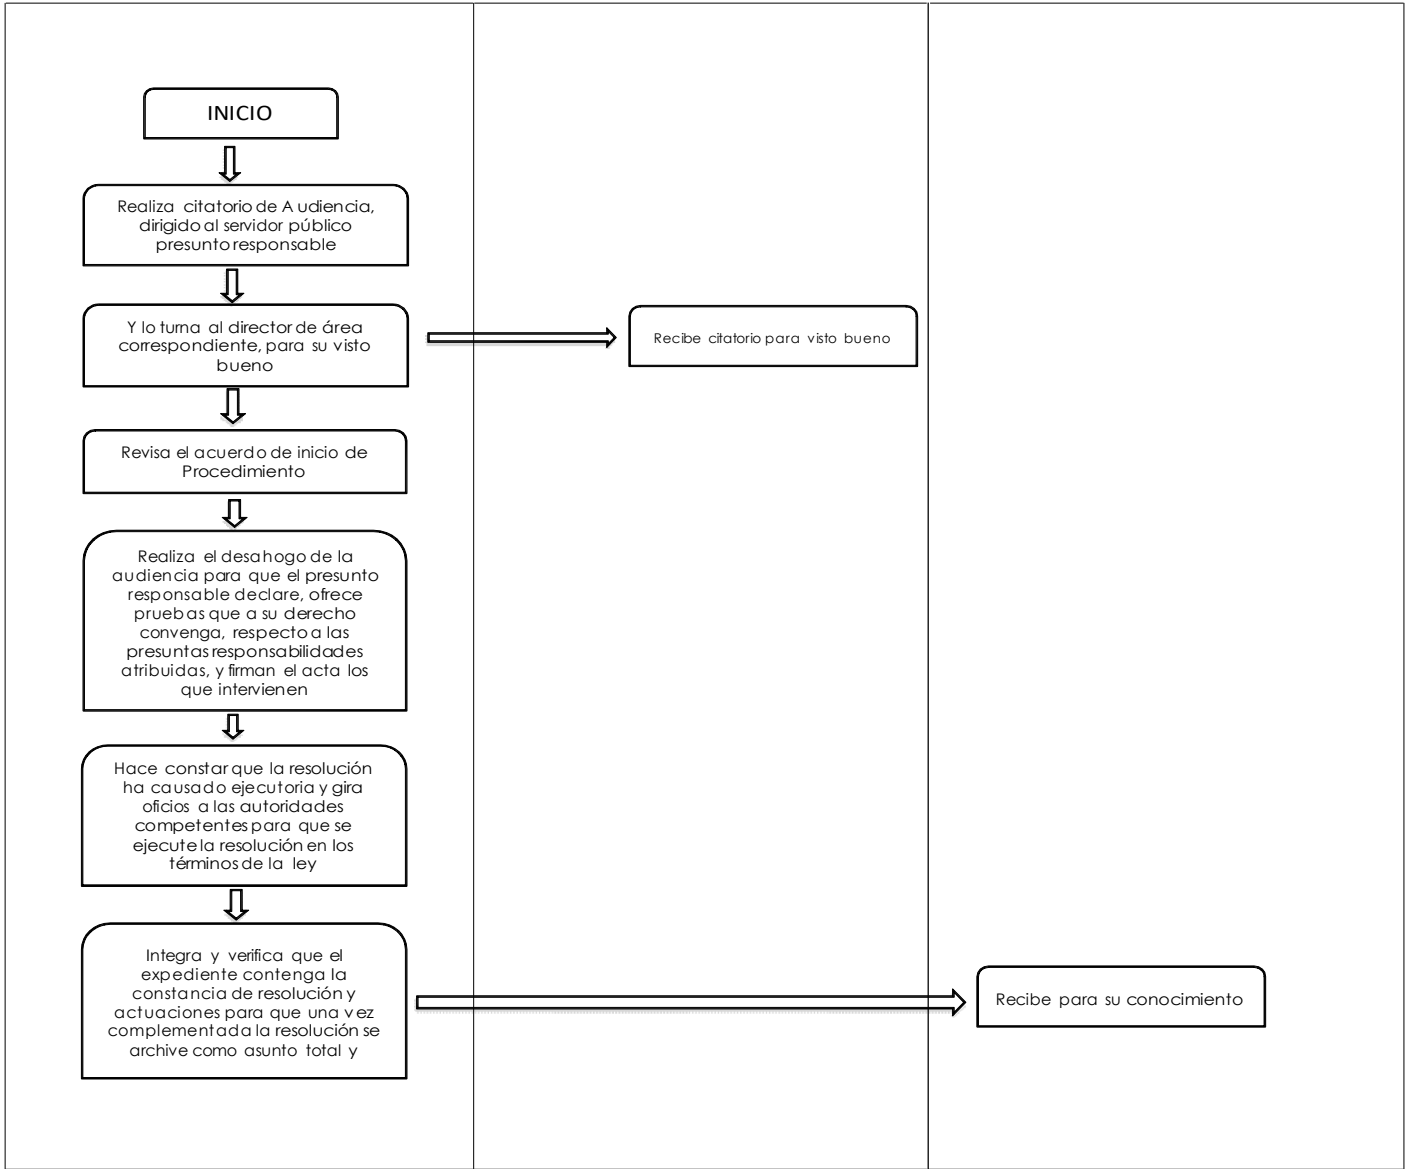 INICIO
Realiza citatorio de Audiencia,
dirigido al servidor público
presunto responsable
Y lo turna al director de área
correspondiente, para su visto
bueno
Recibe citatorio para visto bueno
Revisa el acuerdo de inicio de
Procedimiento
Realiza el desahogo de la
audiencia para que el presunto
responsable declare, ofrece
pruebas que a su derecho
convenga, respecto a las
presuntas responsabilidades
atribuidas, y firman el acta los
que intervienen
Hace constar que la resolución
ha causado ejecutoria y gira
oficios a las autoridades
competentes para que se
ejecute la resolución en los
términos de la ley
Integra y verifica que el
expediente contenga la
constancia de resolución y
actuaciones para que una vez
complementada la resolución se
archive como asunto total y
Recibe para su conocimiento